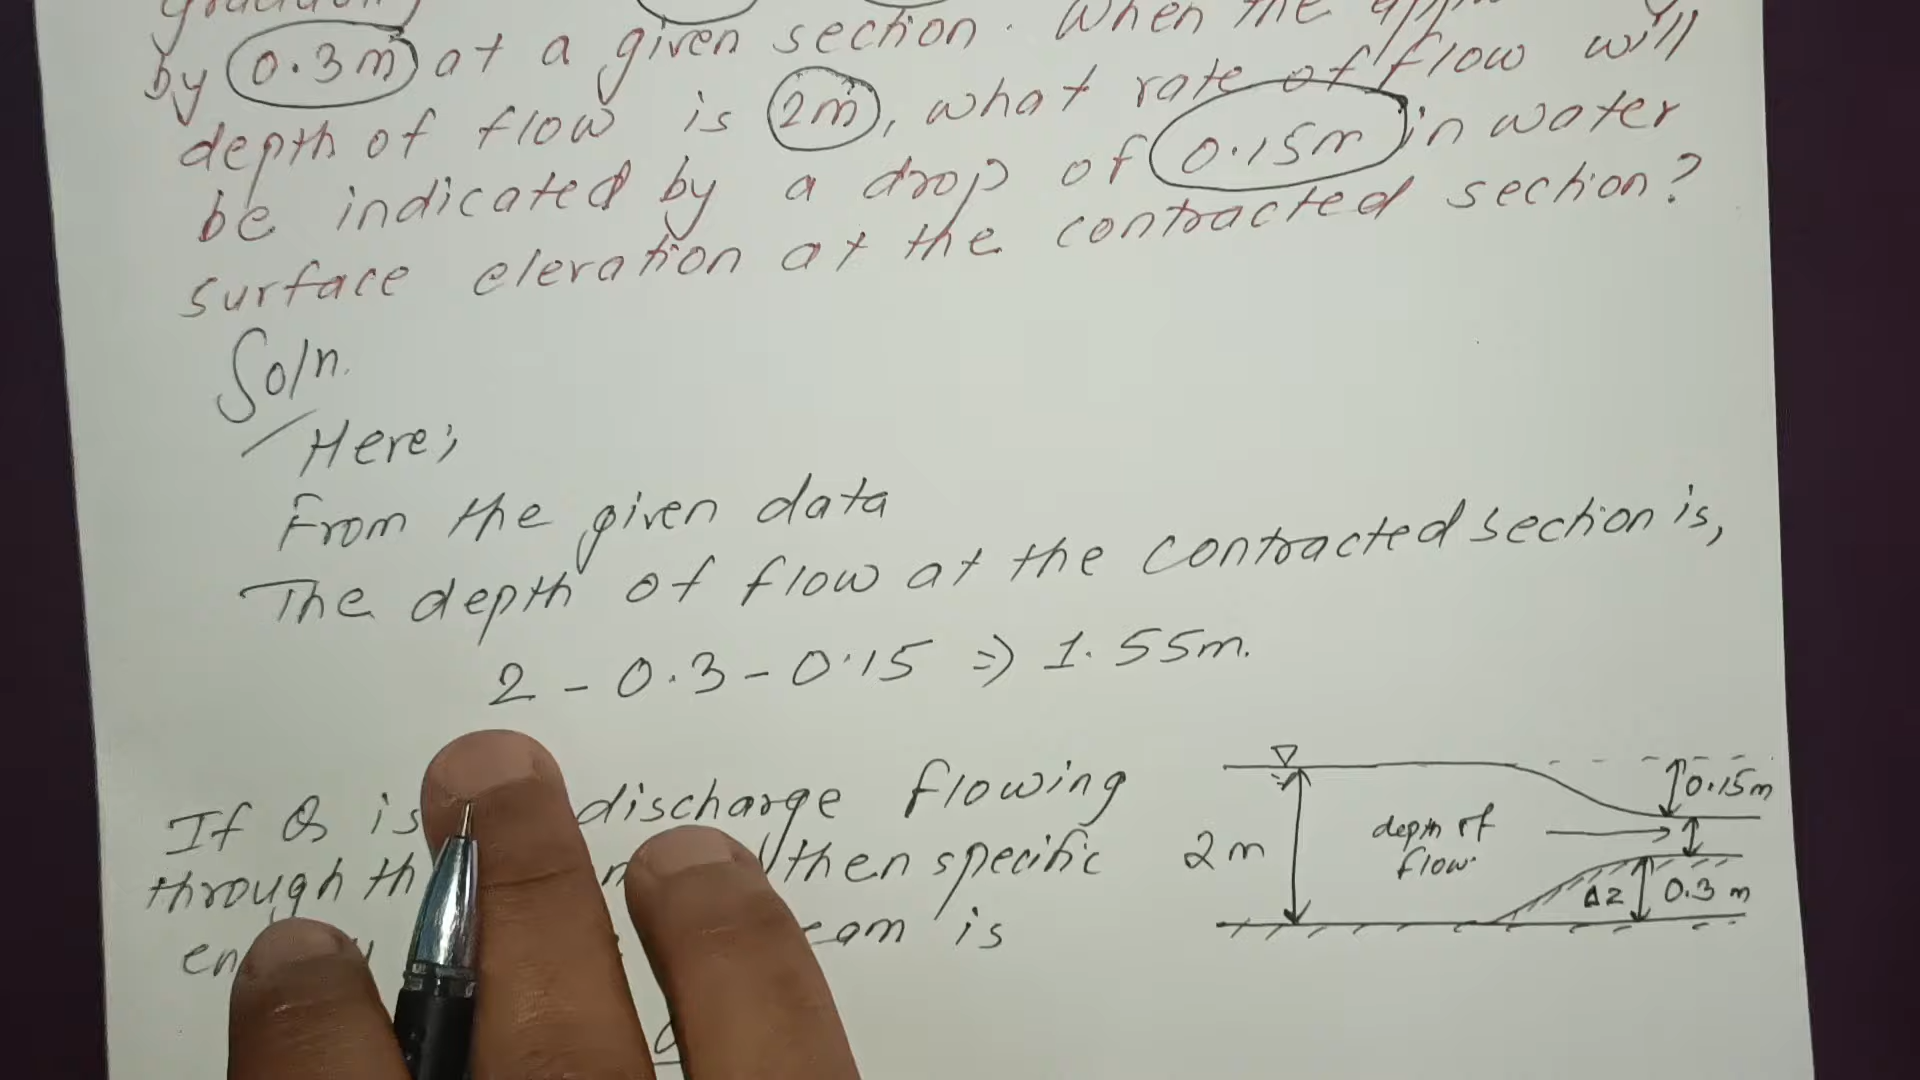 by 0.3m at a given section. When the
depth of flow is 2m, what rate of flow will
be indicated by a drop of 0.15m in water
surface elevation at the contracted section?
Soln.
Here;
From the given data
The depth of flow at the contracted section is,
2 - 0.3 - 0.15 => 1.55m.
If Q is discharge flowing
through then specific
is
0.15m
depth of
flow
2m
Δz 0.3 m